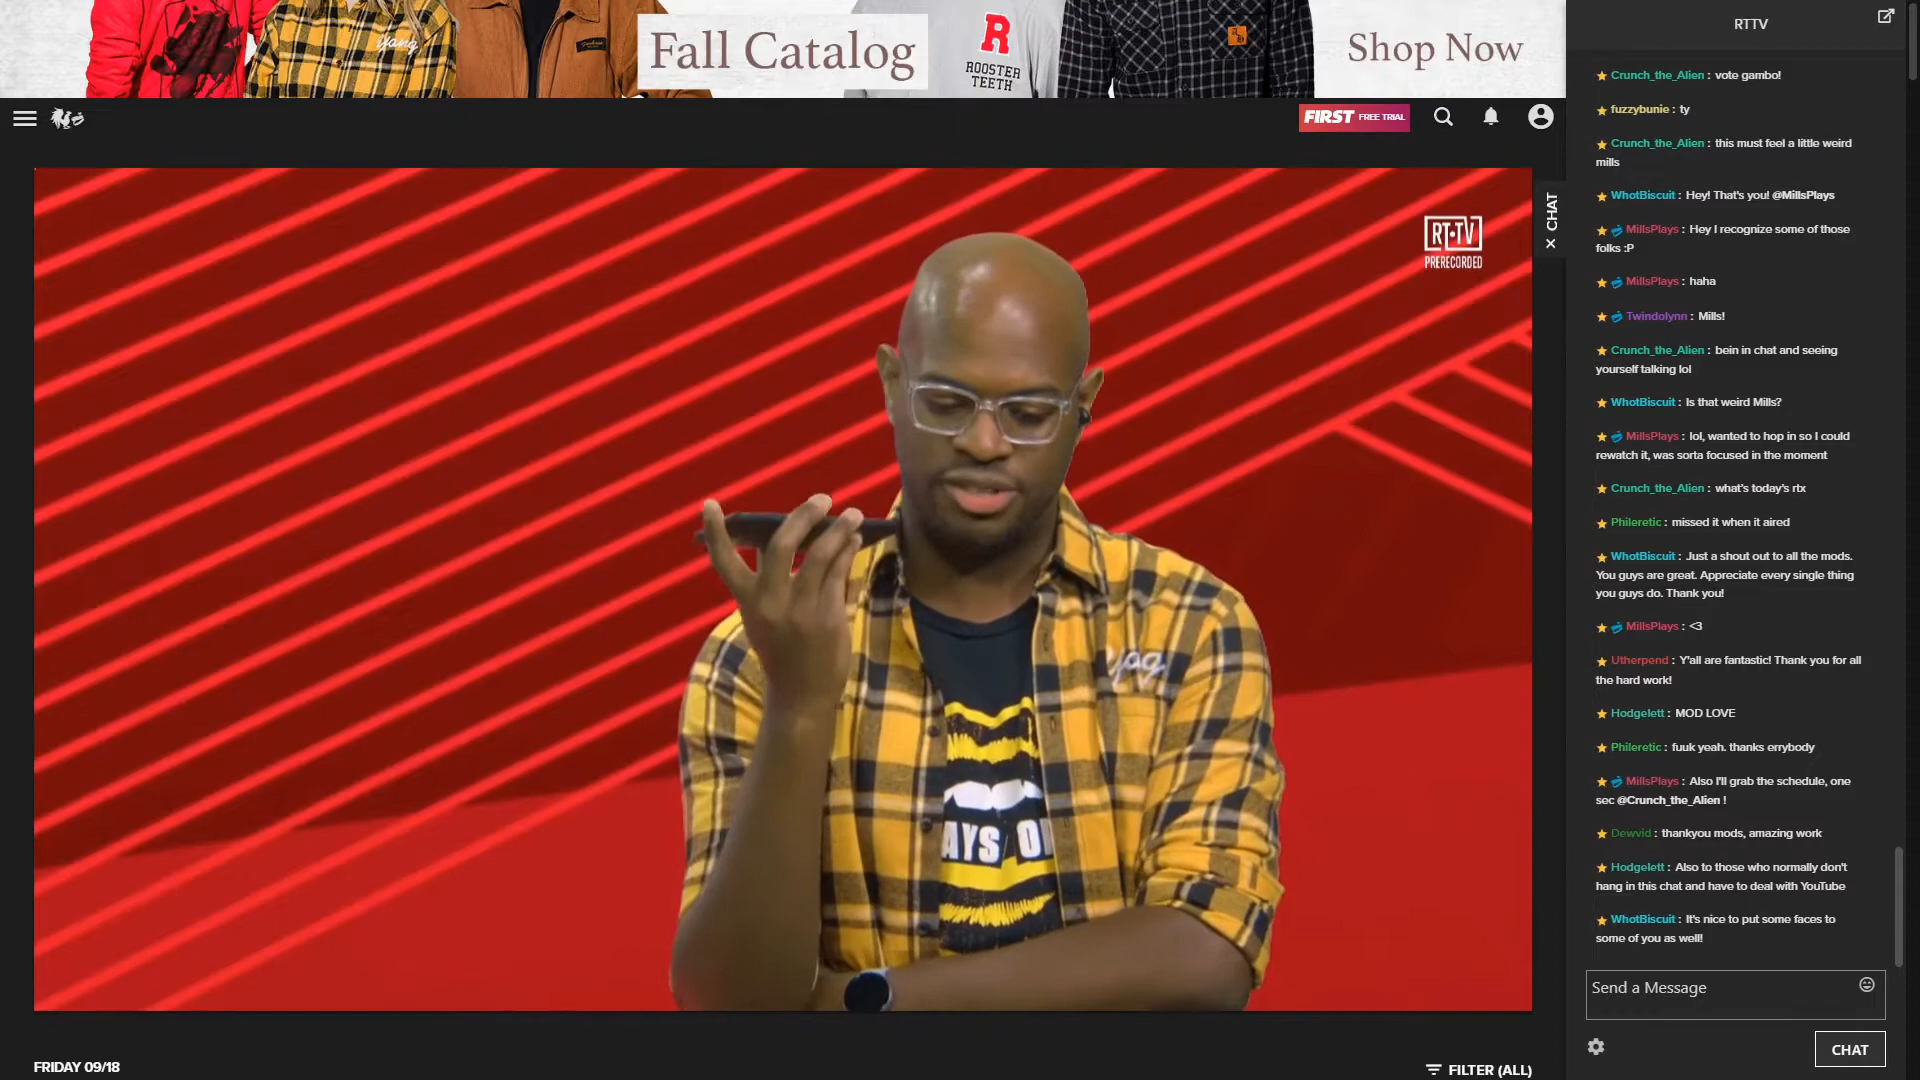 Yang
Fall Catalog
R
ROOSTER
TEETH
Shop Now
RTTV
FIRST FREE TRIAL
× CHAT
RT·TV
PRERECORDED
Yang
AYS OP
FRIDAY 09/18
FILTER (ALL)
Crunch_the_Alien : vote gambo!
fuzzybunie : ty
Crunch_the_Alien : this must feel a little weird
mills
WhotBiscuit : Hey! That's you! @MillsPlays
MillsPlays : Hey I recognize some of those
folks :P
MillsPlays : haha
Twindolynn : Mills!
Crunch_the_Alien : bein in chat and seeing
yourself talking lol
WhotBiscuit : Is that weird Mills?
MillsPlays : lol, wanted to hop in so I could
rewatch it, was sorta focused in the moment
Crunch_the_Alien : what's today's rtx
Phileretic : missed it when it aired
WhotBiscuit : Just a shout out to all the mods.
You guys are great. Appreciate every single thing
you guys do. Thank you!
MillsPlays : <3
Utherpend : Y'all are fantastic! Thank you for all
the hard work!
Hodgelett : MOD LOVE
Phileretic : fuuk yeah. thanks errybody
MillsPlays : Also I'll grab the schedule, one
sec @Crunch_the_Alien !
Dewvid : thankyou mods, amazing work
Hodgelett : Also to those who normally don't
hang in this chat and have to deal with YouTube
WhotBiscuit : It's nice to put some faces to
some of you as well!
Send a Message
CHAT